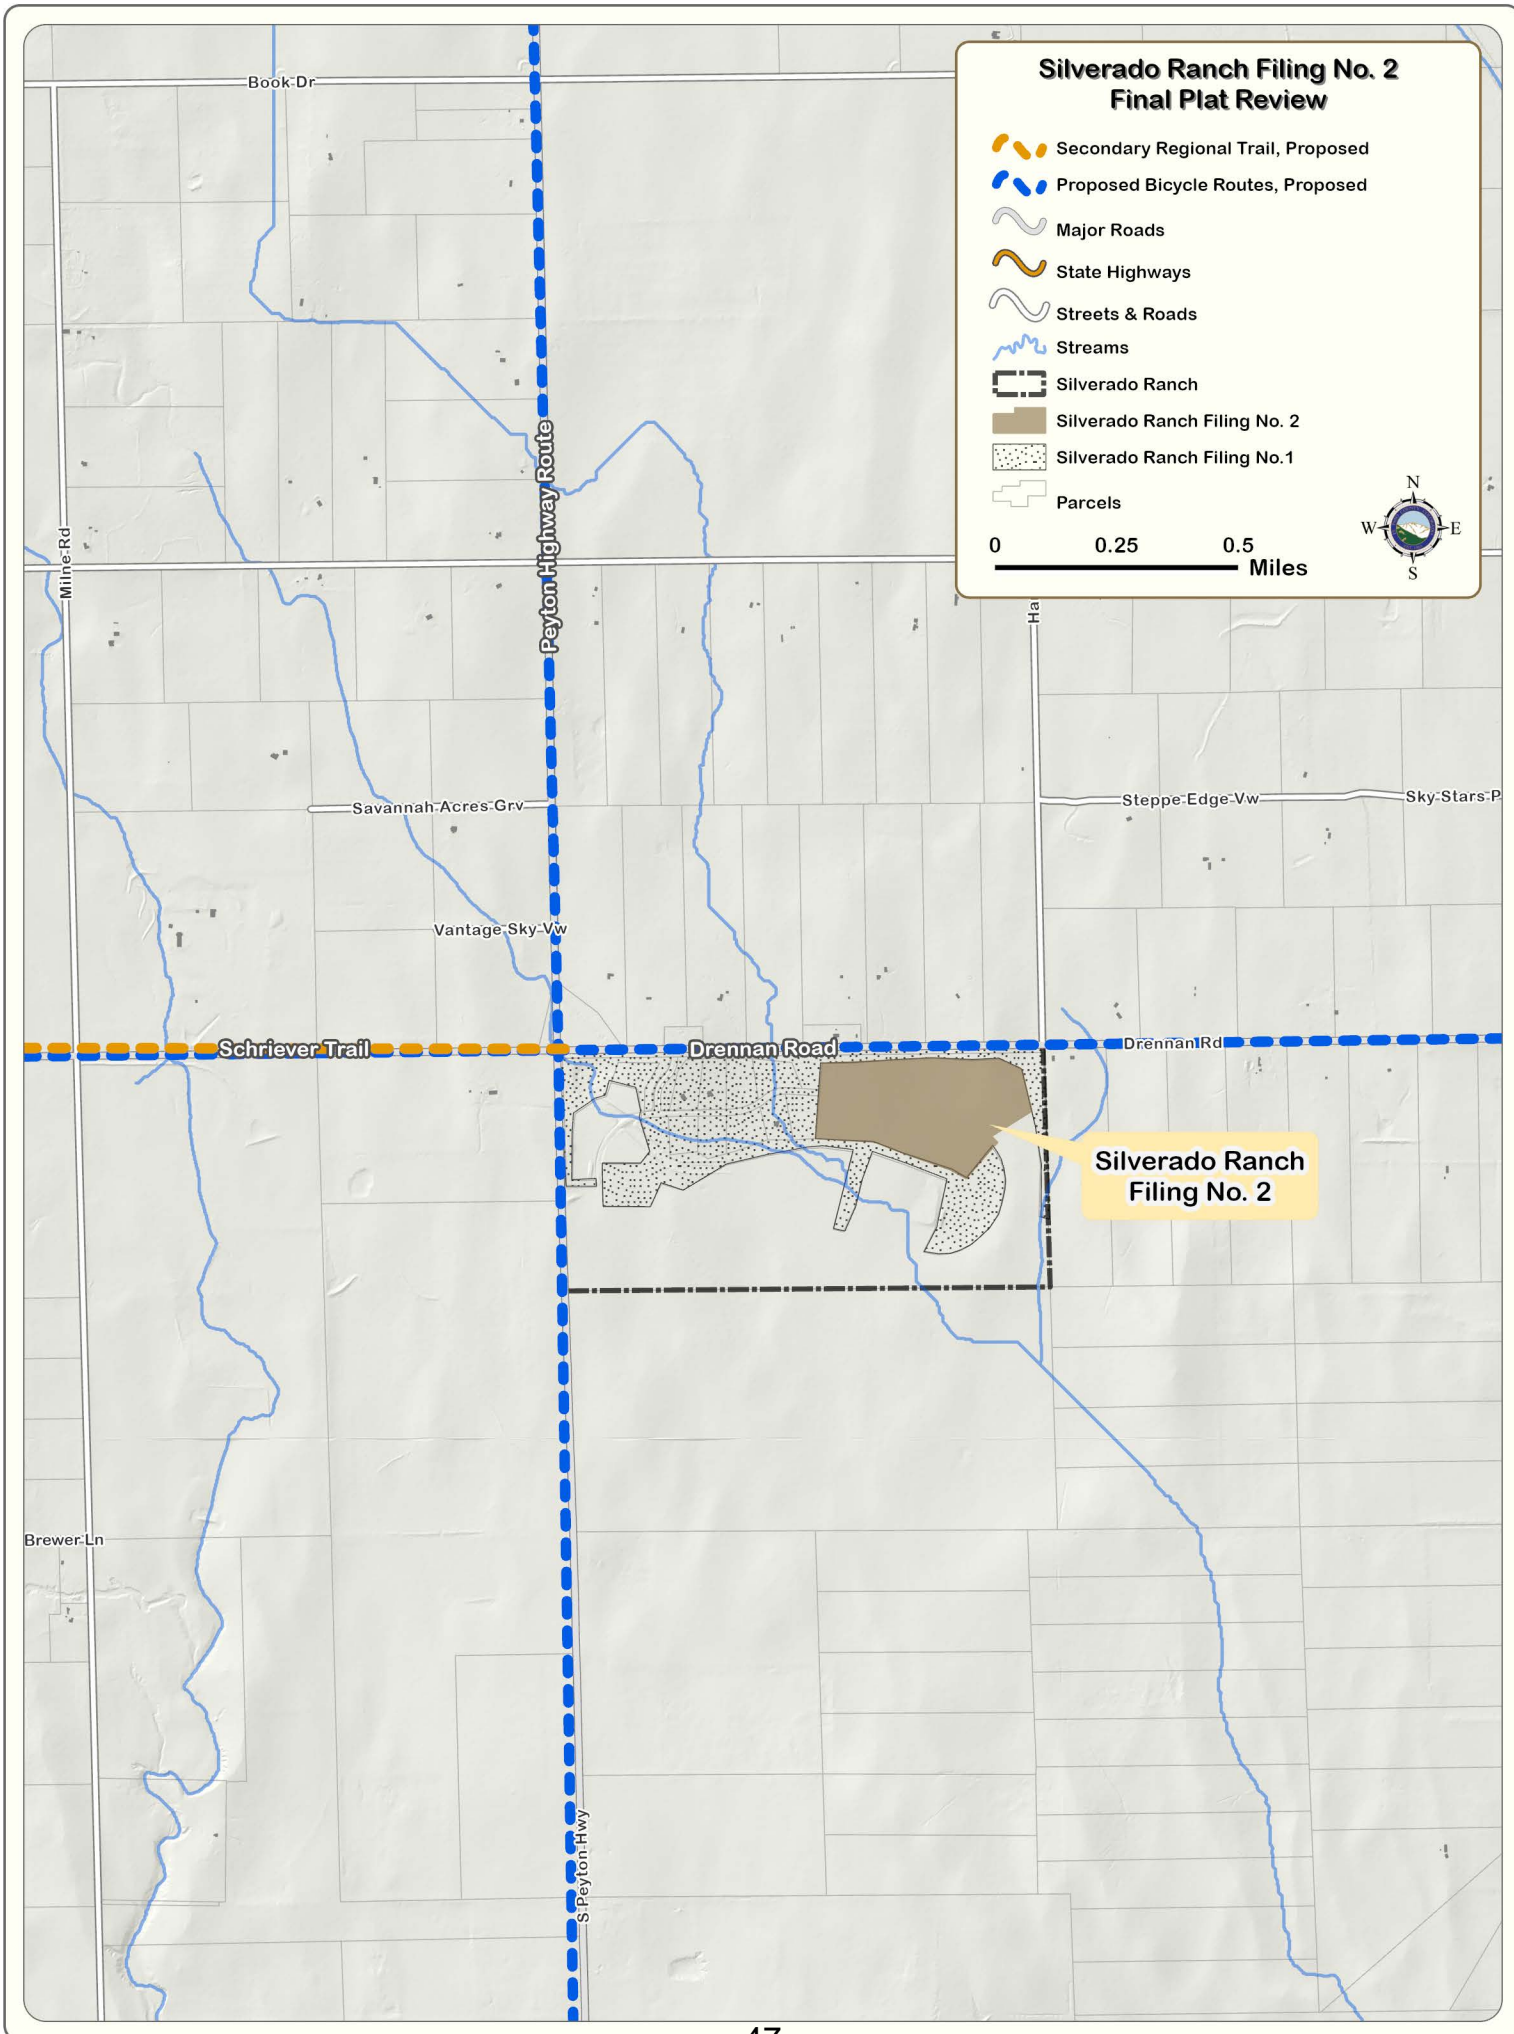 Silverado Ranch Filing No. 2
Final Plat Review
Secondary Regional Trail, Proposed
Proposed Bicycle Routes, Proposed
Major Roads
State Highways
Streets & Roads
Streams
Silverado Ranch
Silverado Ranch Filing No. 2
Silverado Ranch Filing No.1
Parcels
0 0.25 0.5
Miles
N
W E
S
Book Dr
Milne Rd
Peyton Highway Route
Ha
Savannah Acres Grv
Steppe Edge Vw
Sky Stars P
Vantage Sky Vw
Schriever Trail
Drennan Road
Drennan Rd
Silverado Ranch
Filing No. 2
Brewer Ln
S Peyton Hwy